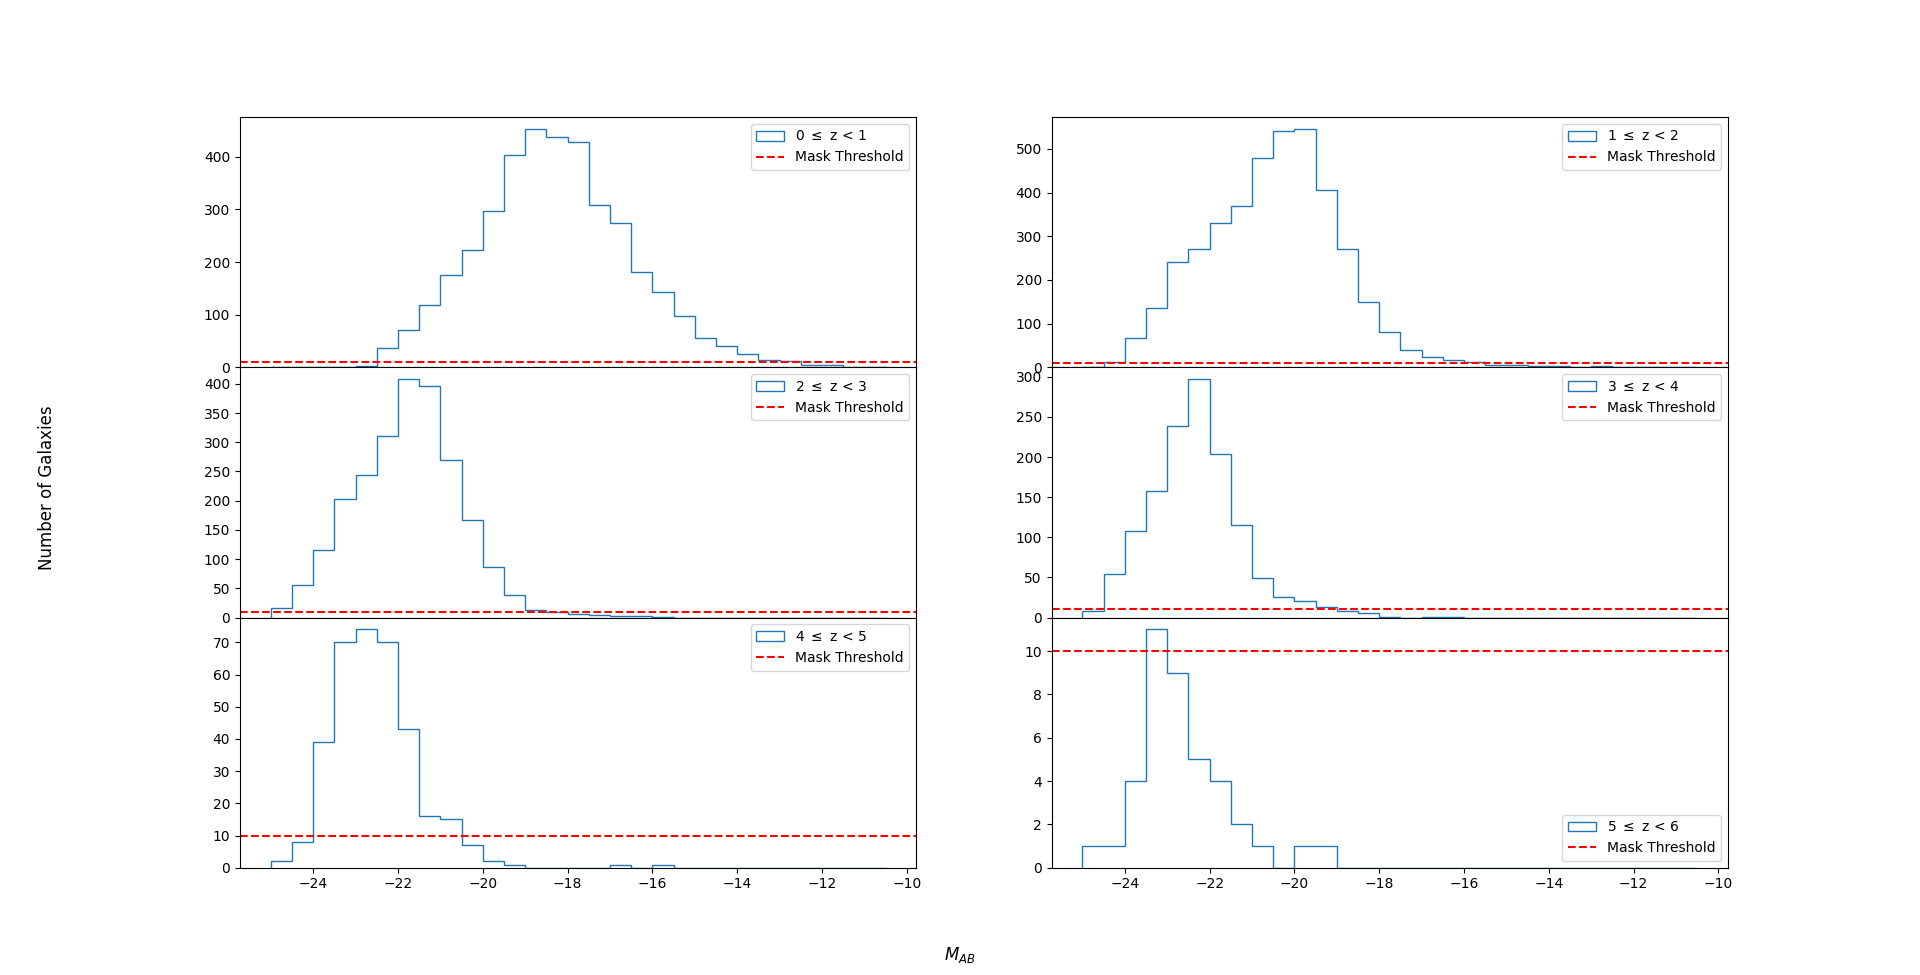 0 ≤ z < 1
Mask Threshold
400
300
200
100
0
1 ≤ z < 2
Mask Threshold
500
400
300
200
100
0
2 ≤ z < 3
Mask Threshold
400
350
300
250
200
150
100
50
0
3 ≤ z < 4
Mask Threshold
300
250
200
150
100
50
0
4 ≤ z < 5
Mask Threshold
70
60
50
40
30
20
10
0
−24 −22 −20 −18 −16 −14 −12 −10
10
8
6
4
2
0
5 ≤ z < 6
Mask Threshold
−24 −22 −20 −18 −16 −14 −12 −10
Number of Galaxies
M_AB